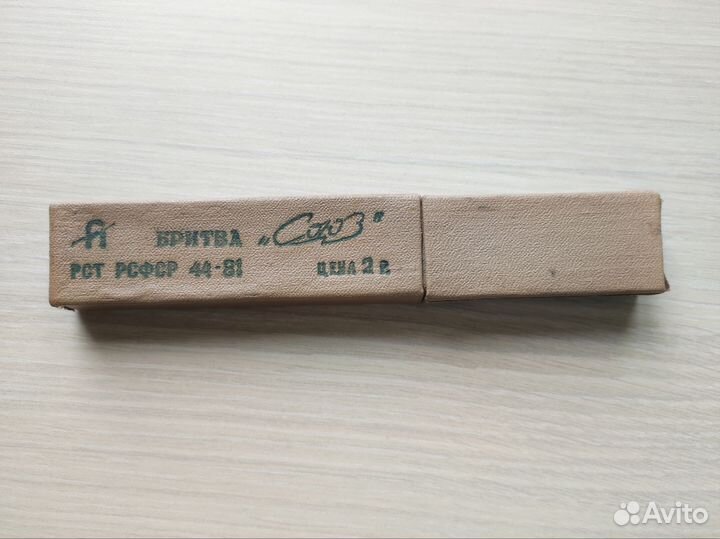 БРИТВА „Союз"
РСТ РСФСР 44-81 ЦЕНА 2 Р.
Avito